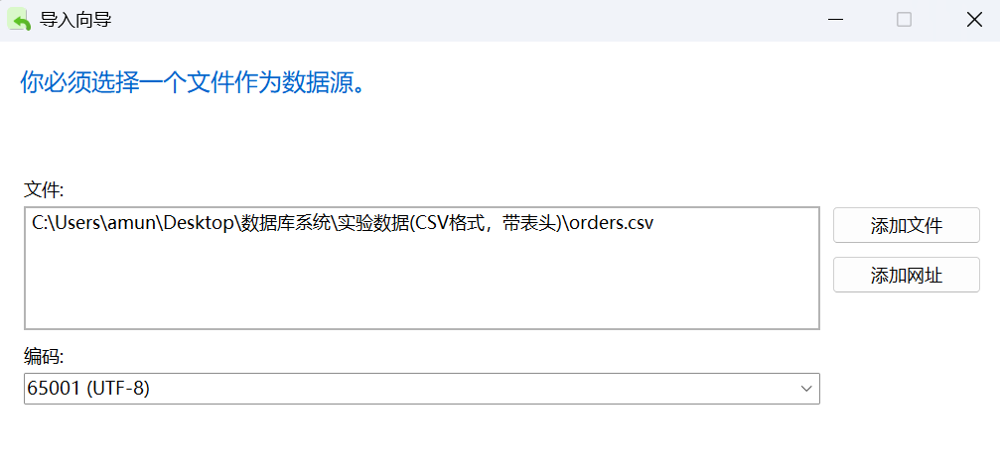 导入向导
你必须选择一个文件作为数据源。
文件:
C:\Users\amun\Desktop\数据库系统\实验数据(CSV格式，带表头)\orders.csv
添加文件
添加网址
编码:
65001 (UTF-8)